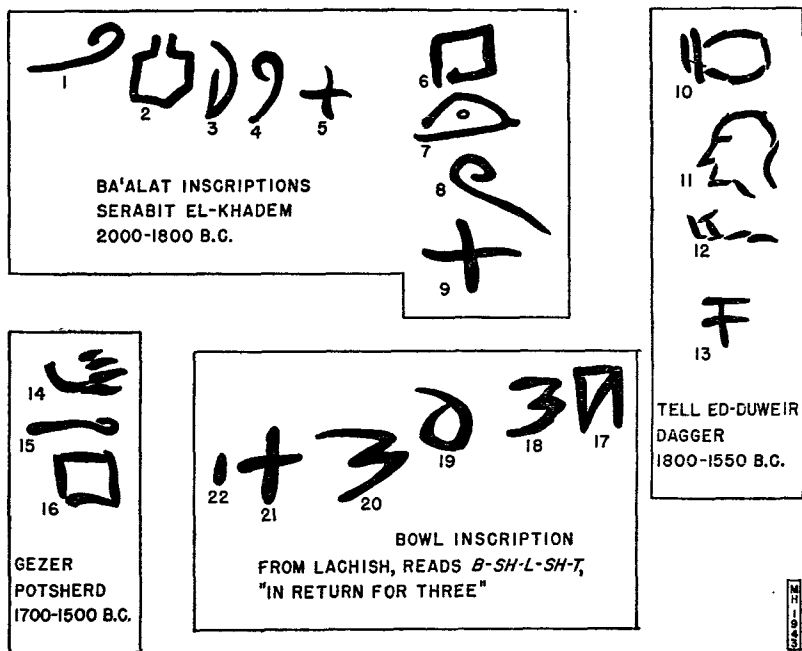 1
2
3
4
5
6
7
8
9
BA'ALAT INSCRIPTIONS
SERABIT EL-KHADEM
2000-1800 B.C.
10
11
12
13
TELL ED-DUWEIR
DAGGER
1800-1550 B.C.
14
15
16
GEZER
POTSHERD
1700-1500 B.C.
22
21
20
19
18
17
BOWL INSCRIPTION
FROM LACHISH, READS B-SH-L-SH-T,
"IN RETURN FOR THREE"
MH 1943